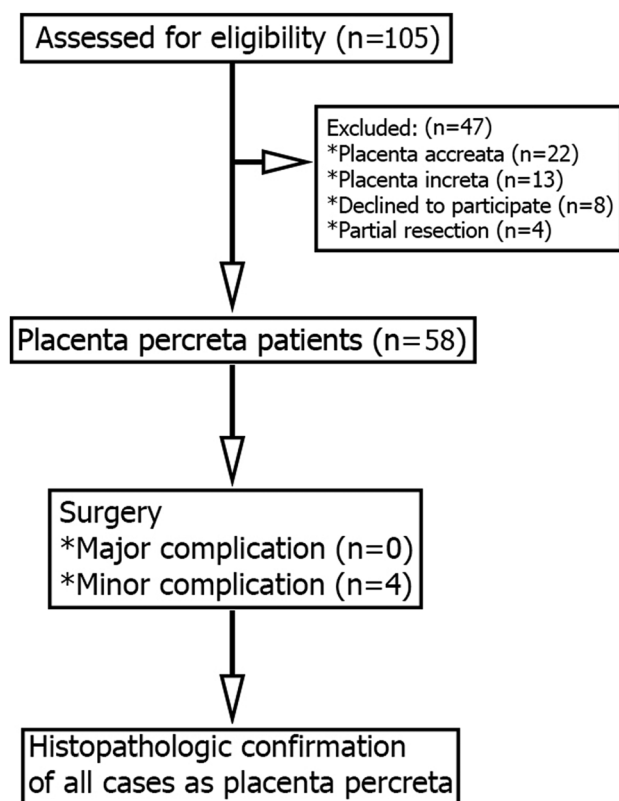 Assessed for eligibility (n=105)
Excluded: (n=47)
*Placenta accreata (n=22)
*Placenta increta (n=13)
*Declined to participate (n=8)
*Partial resection (n=4)
Placenta percreta patients (n=58)
Surgery
*Major complication (n=0)
*Minor complication (n=4)
Histopathologic confirmation
of all cases as placenta percreta